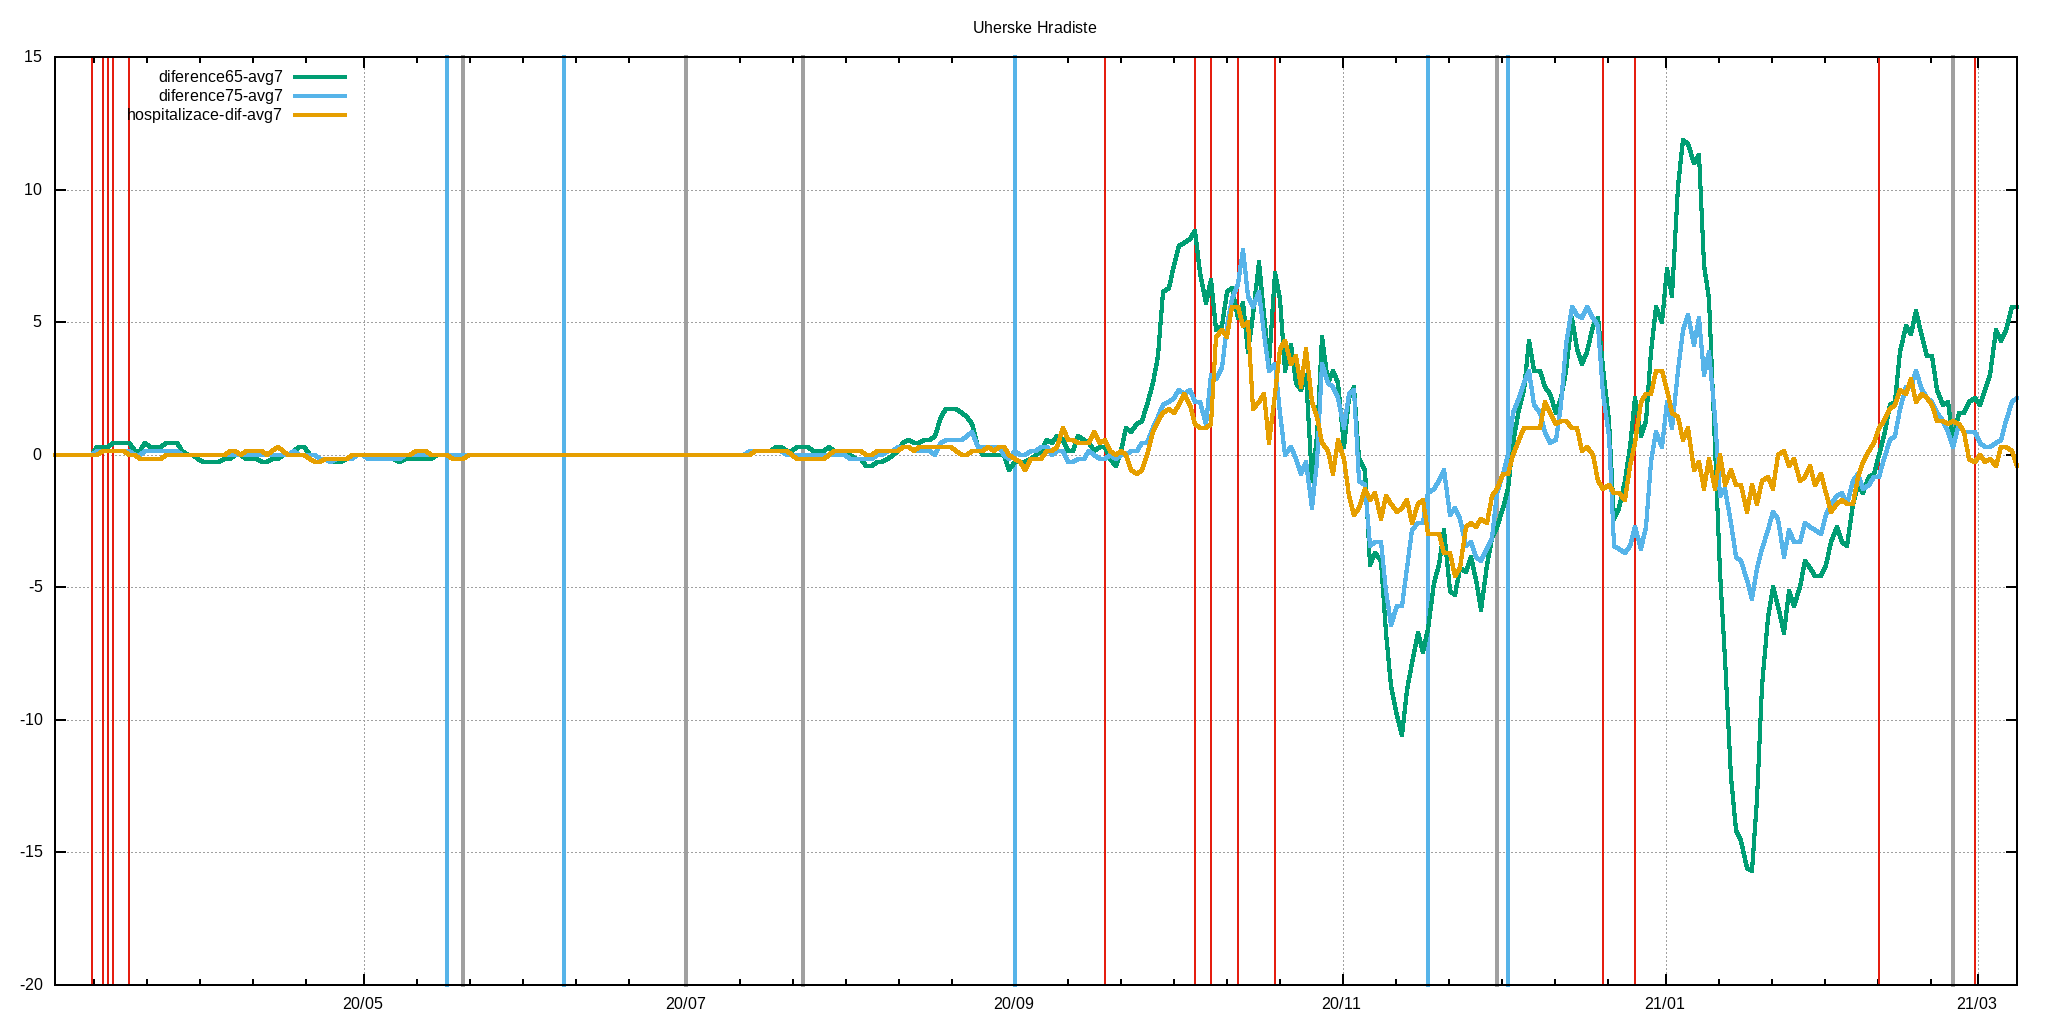 Uherske Hradiste
15
diference65-avg7
diference75-avg7
hospitalizace-dif-avg7
10
5
0
-5
-10
-15
-20
20/05 20/07 20/09 20/11 21/01 21/03